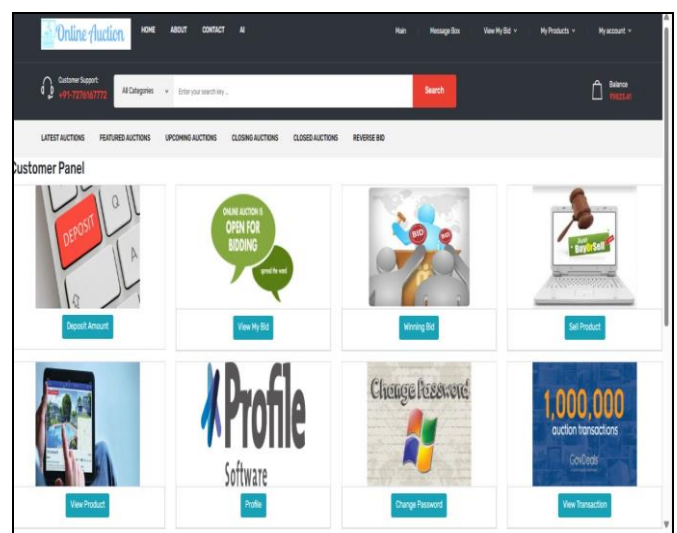 Online Auction HOME ABOUT CONTACT AI Main Message Box View My Bid My Products My account
Customer Support: Balance
+91-7276167772 All Categories Enter your search key ... Search
LATEST AUCTIONS FEATURED AUCTIONS UPCOMING AUCTIONS CLOSING AUCTIONS CLOSED AUCTIONS REVERSE BID
Customer Panel
DEPOSIT
Q
A
Z
ONLINE AUCTION IS
OPEN FOR
BIDDING
spread the word
BID
BID
Just
BuyOrSell
Deposit Amount View My Bid Winning Bid Sell Product
Profile
Software
Change Password
1,000,000
auction transactions
GovDeals
View Product Profile Change Password View Transaction